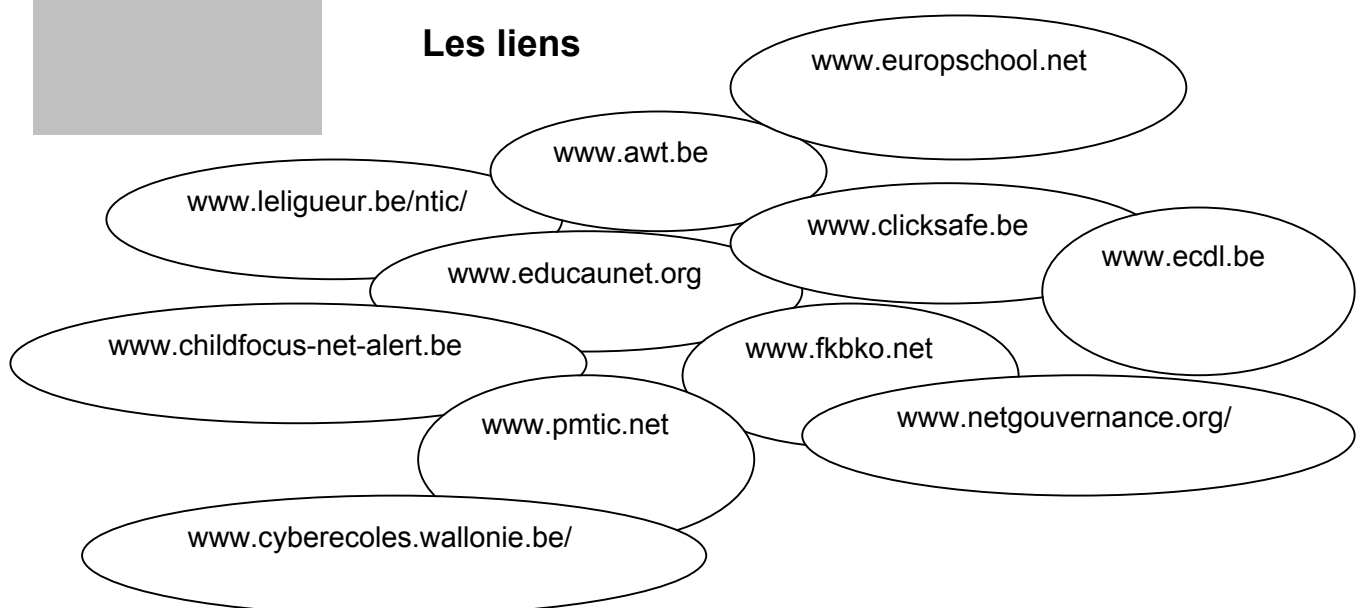 Les liens
www.europschool.net
www.awt.be
www.leligueur.be/ntic/
www.clicksafe.be
www.ecdl.be
www.educaunet.org
www.childfocus-net-alert.be
www.fkbko.net
www.netgouvernance.org/
www.pmtic.net
www.cyberecoles.wallonie.be/